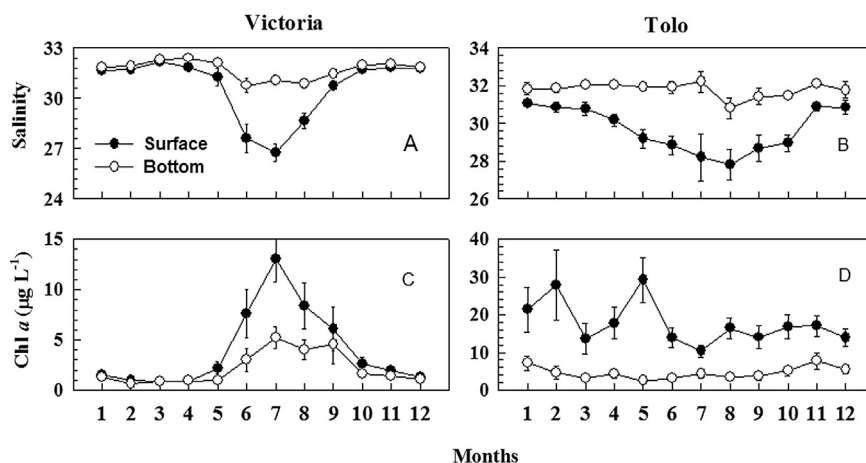 Victoria
Tolo
Salinity
33
30
27
24
Surface
Bottom
A
34
32
30
28
26
B
Chl a (µg L-1)
15
10
5
0
C
40
30
20
10
0
D
1 2 3 4 5 6 7 8 9 10 11 12
1 2 3 4 5 6 7 8 9 10 11 12
Months